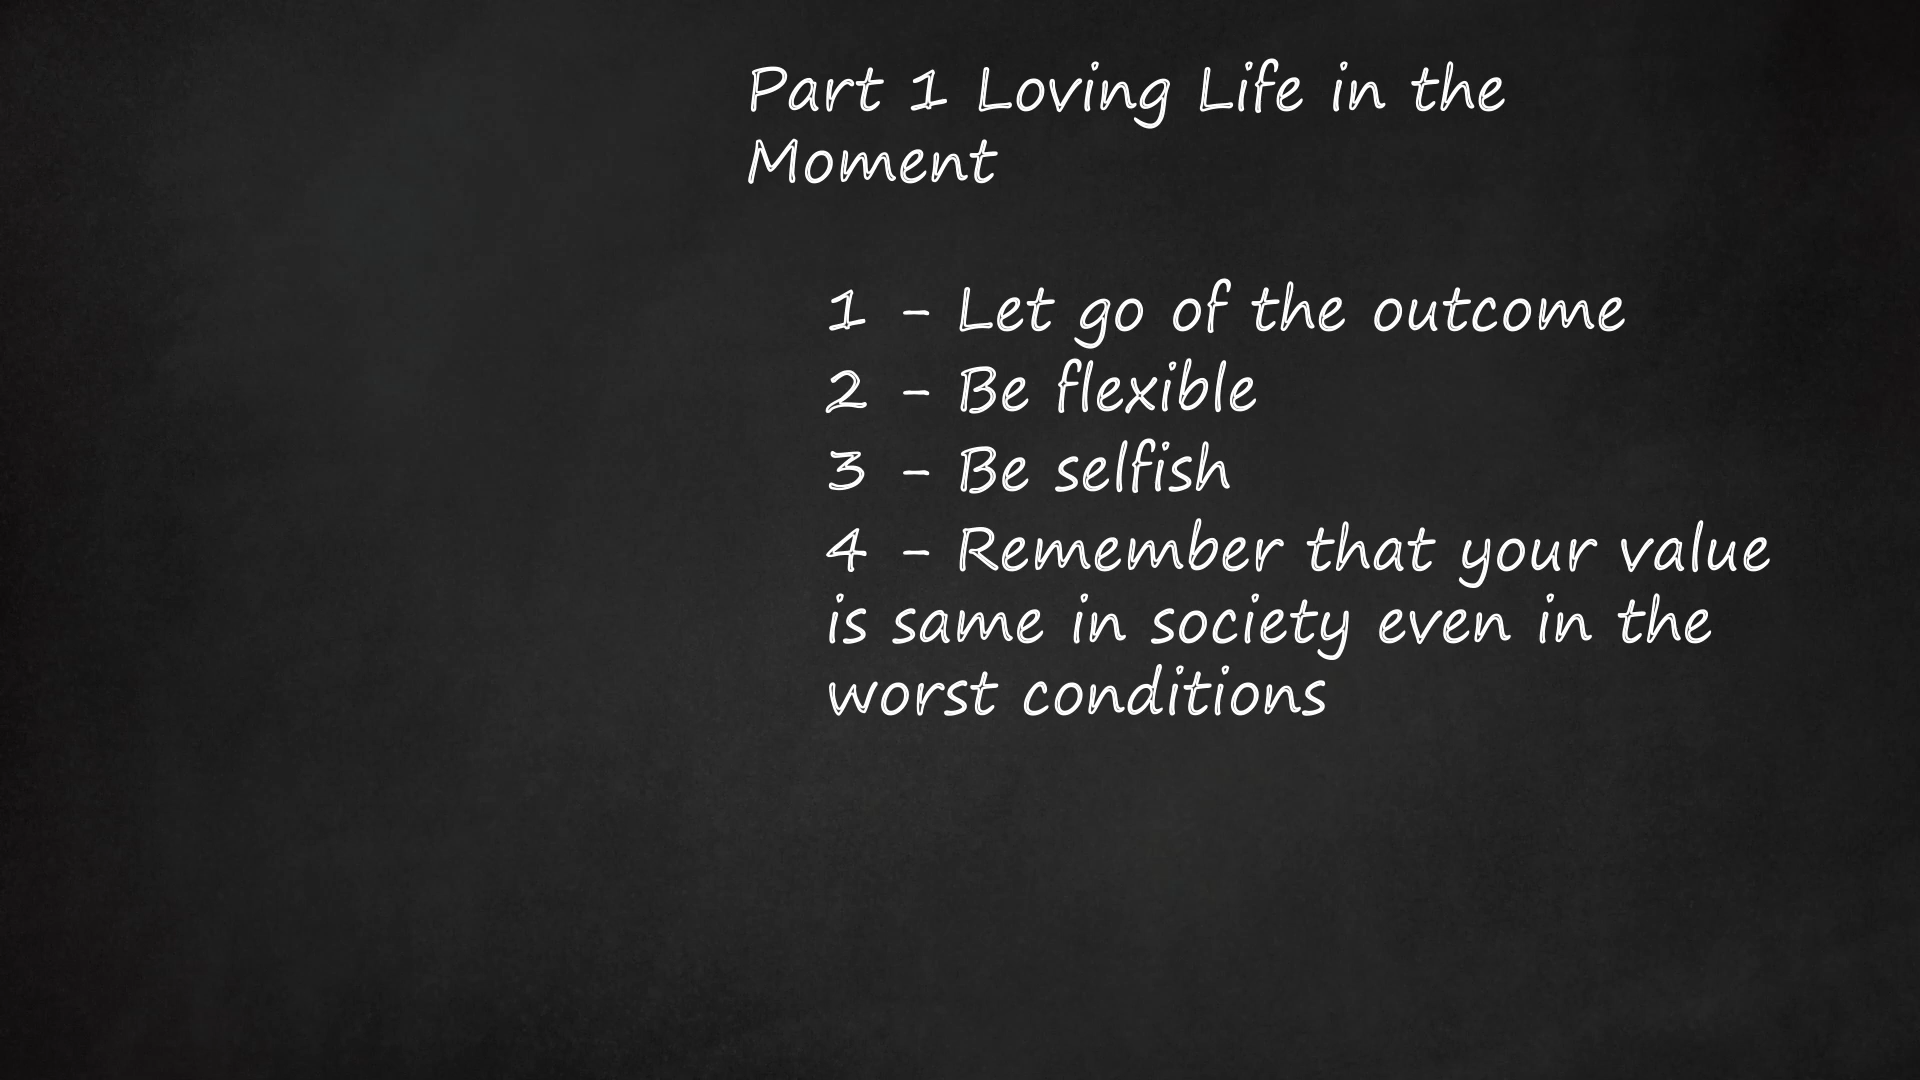 Part 1 Loving Life in the
Moment
1 - Let go of the outcome
2 - Be flexible
3 - Be selfish
4 - Remember that your value
is same in society even in the
worst conditions